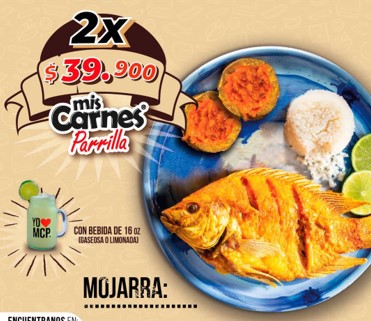 2x
$39.900
mis
Carnes
Parrilla
YO ❤
MCP.
CON BEBIDA DE 16 oz
(GASEOSA O LIMONADA)
MOJARRA:
ENCUENTRANOS EN: